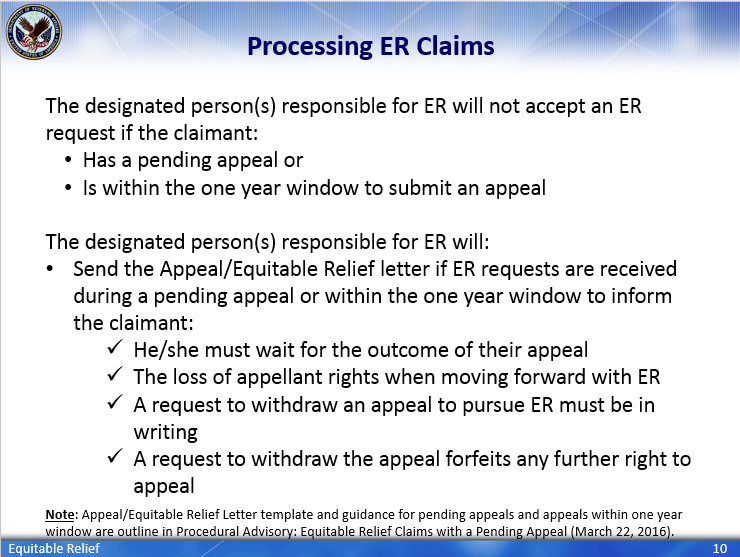 Processing ER Claims
The designated person(s) responsible for ER will not accept an ER
request if the claimant:
• Has a pending appeal or
• Is within the one year window to submit an appeal
The designated person(s) responsible for ER will:
• Send the Appeal/Equitable Relief letter if ER requests are received
during a pending appeal or within the one year window to inform
the claimant:
✓ He/she must wait for the outcome of their appeal
✓ The loss of appellant rights when moving forward with ER
✓ A request to withdraw an appeal to pursue ER must be in
writing
✓ A request to withdraw the appeal forfeits any further right to
appeal
Note: Appeal/Equitable Relief Letter template and guidance for pending appeals and appeals within one year
window are outline in Procedural Advisory: Equitable Relief Claims with a Pending Appeal (March 22, 2016).
Equitable Relief
10